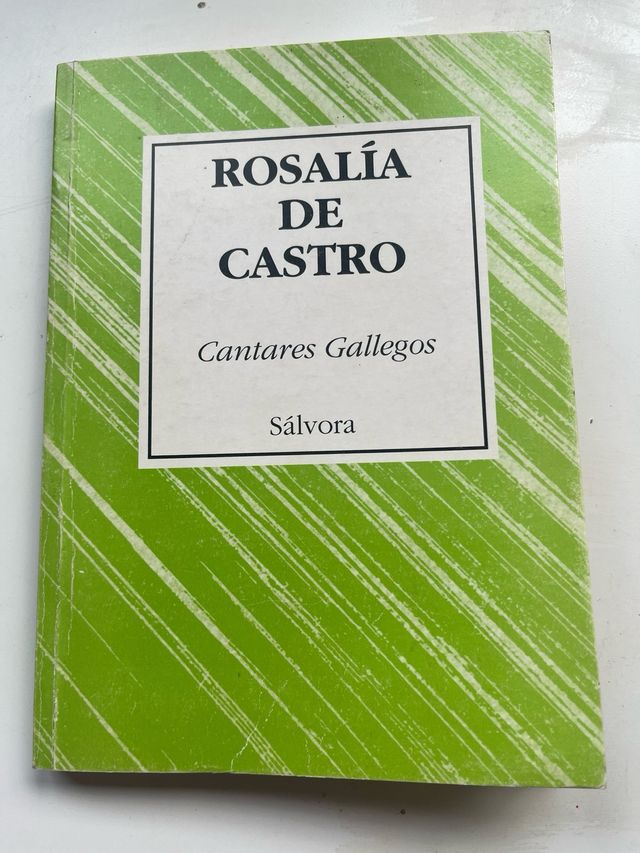 ROSALÍA
DE
CASTRO
Cantares Gallegos
Sálvora